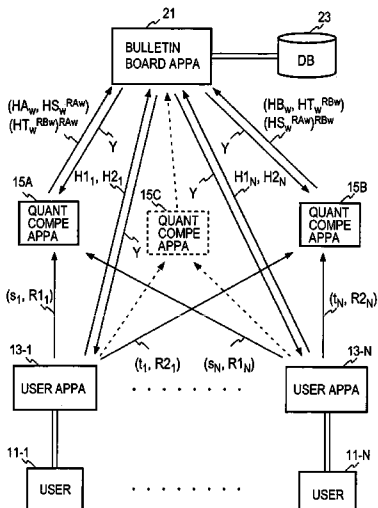 21
23
BULLETIN
BOARD APPA
DB
(HA_w, HS_w^RAw)
(HT_w^RBw)^RAw
(HB_w, HT_w^RBw)
(HS_w^RAw)^RBw
Y
Y
Y
Y
H1_1, H2_1
H1_N, H2_N
15A
15C
15B
QUANT
COMPE
APPA
QUANT
COMPE
APPA
QUANT
COMPE
APPA
(s_1, R1_1)
(t_N, R2_N)
13-1
13-N
(t_1, R2_1)
(s_N, R1_N)
USER APPA
. . . . . . . .
USER APPA
11-1
11-N
USER
. . . . . . . .
USER